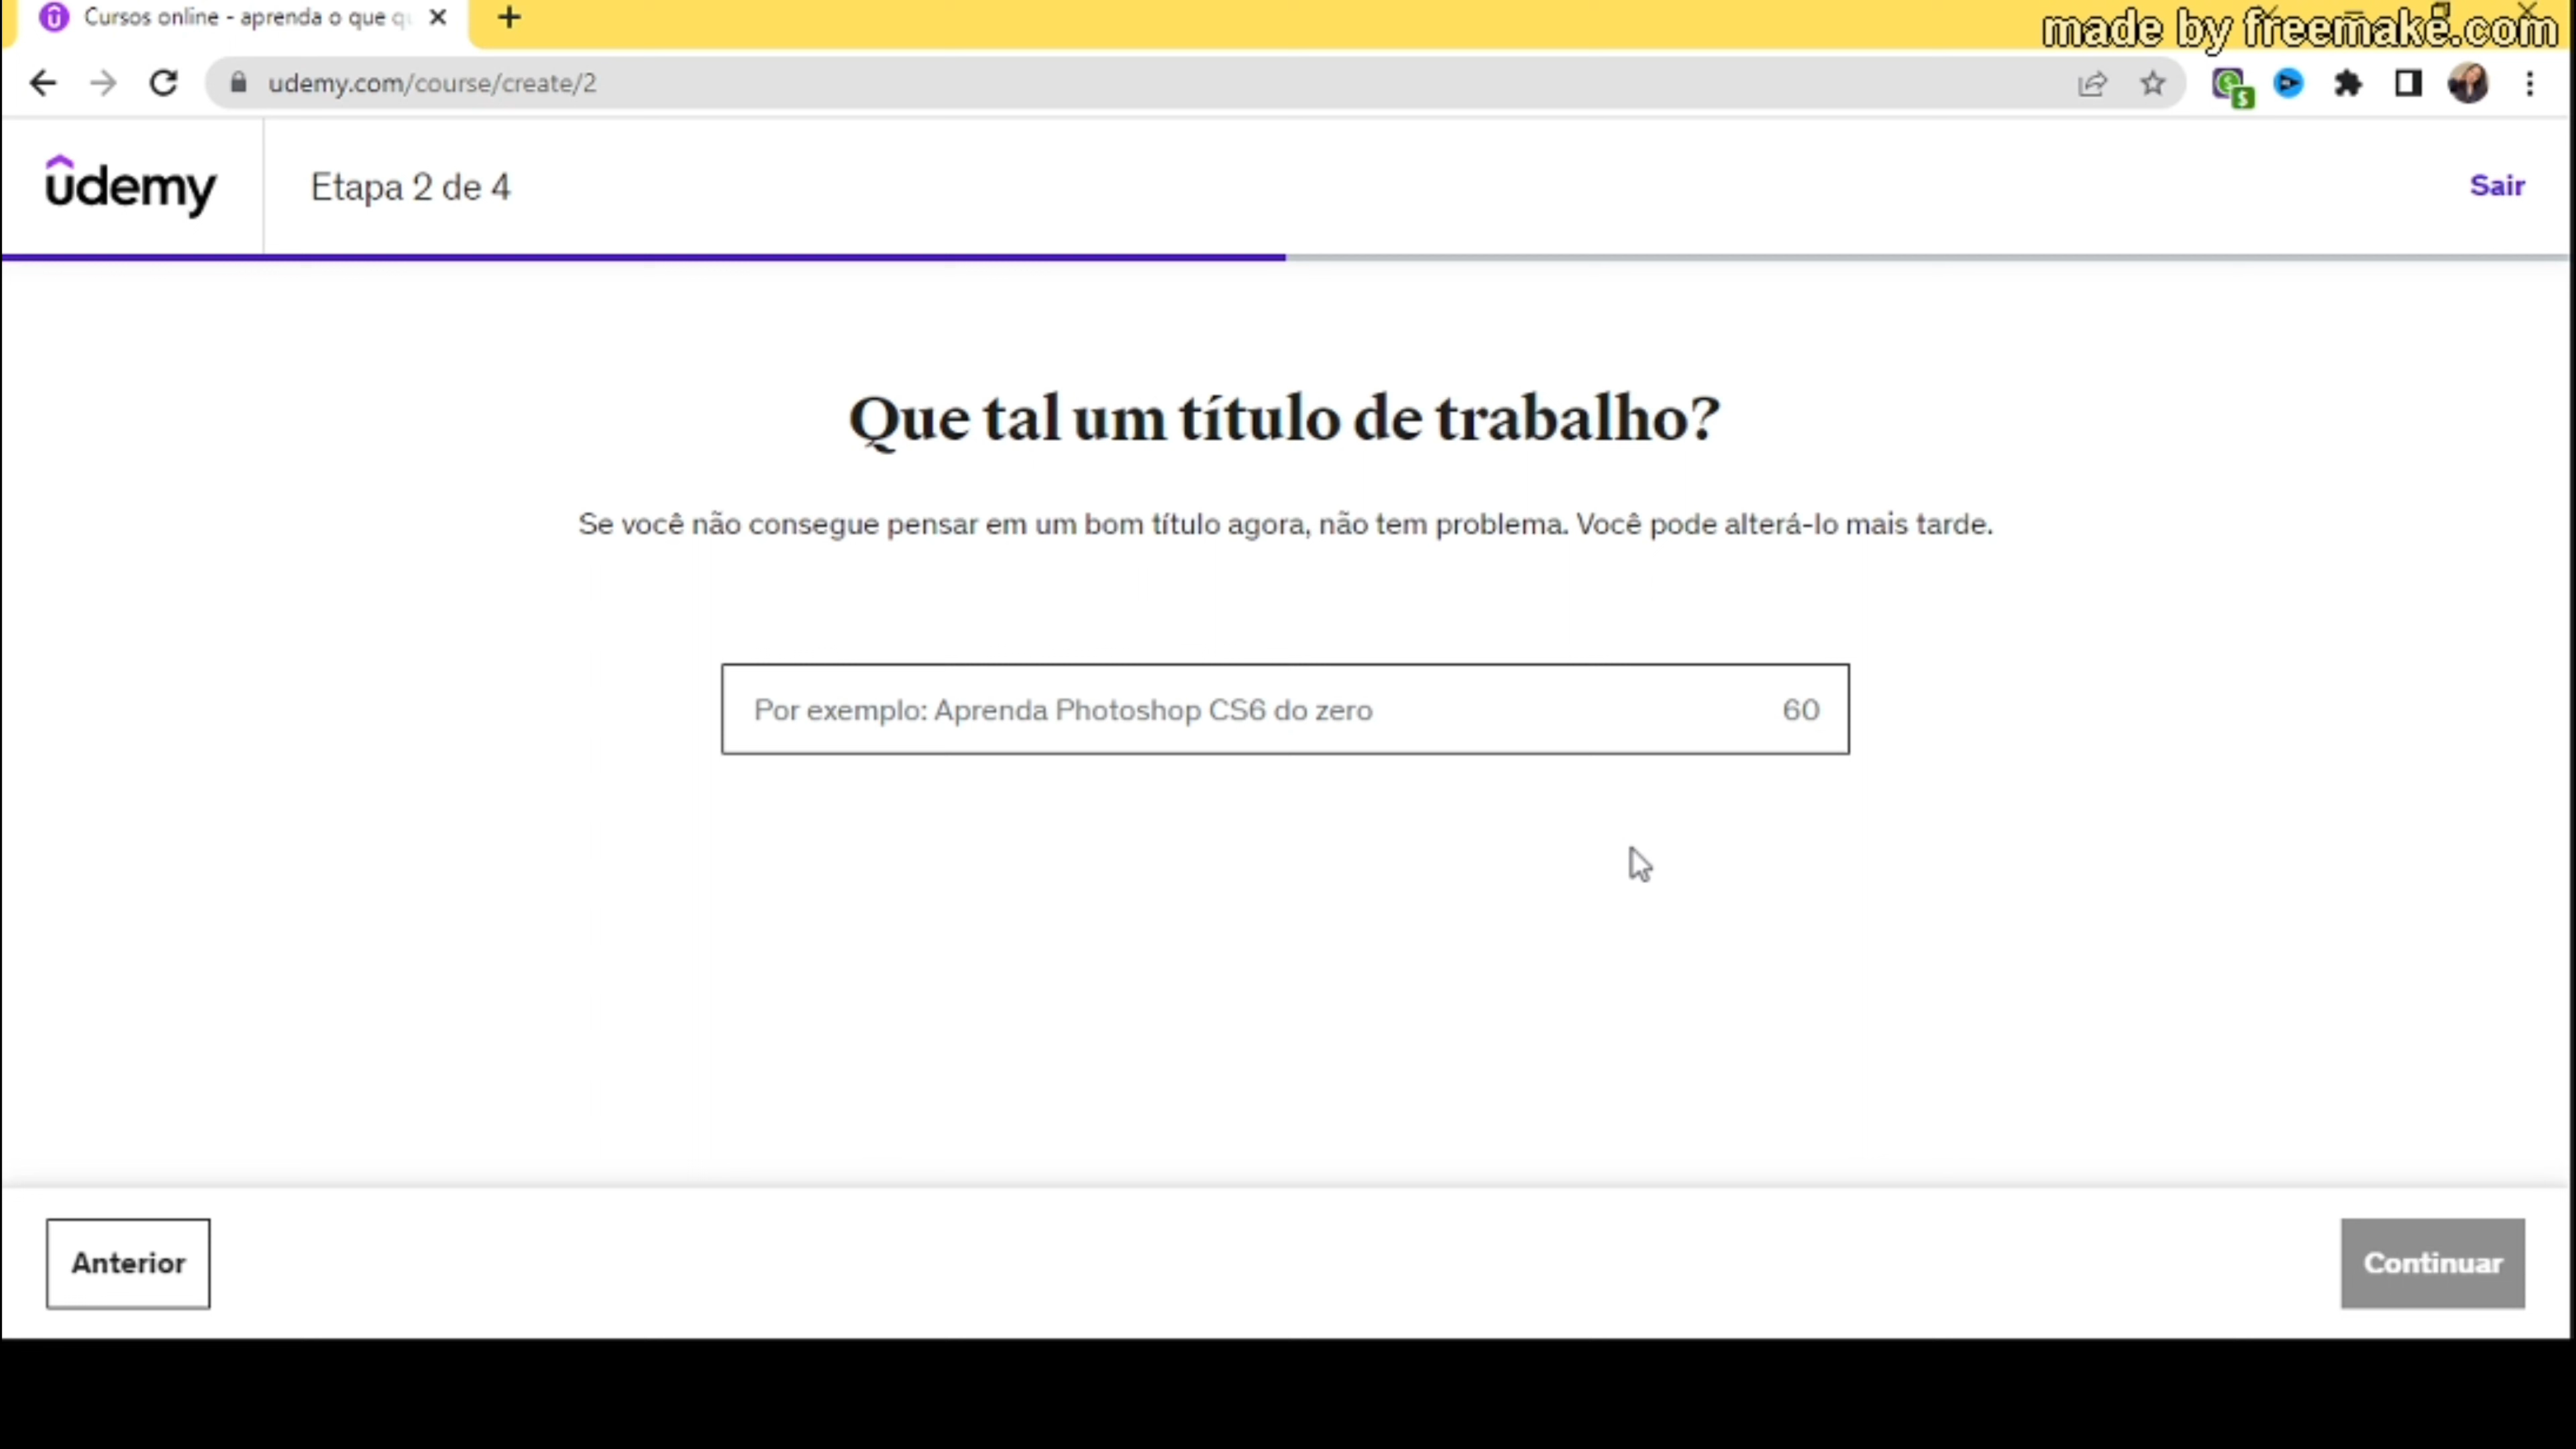 Cursos online - aprenda o que q
made by freemake.com
udemy.com/course/create/2
udemy
Etapa 2 de 4
Sair
Que tal um título de trabalho?
Se você não consegue pensar em um bom título agora, não tem problema. Você pode alterá-lo mais tarde.
Por exemplo: Aprenda Photoshop CS6 do zero
60
Anterior
Continuar